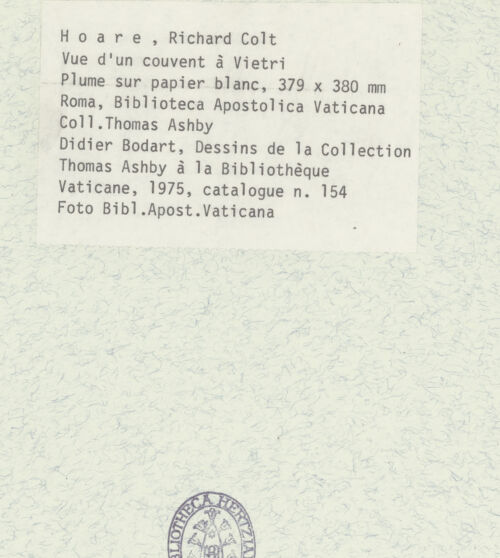 H o a r e , Richard Colt
Vue d'un couvent à Vietri
Plume sur papier blanc, 379 x 380 mm
Roma, Biblioteca Apostolica Vaticana
Coll.Thomas Ashby
Didier Bodart, Dessins de la Collection
Thomas Ashby à la Bibliothèque
Vaticane, 1975, catalogue n. 154
Foto Bibl.Apost.Vaticana
BLIOTHECA HERTZIA